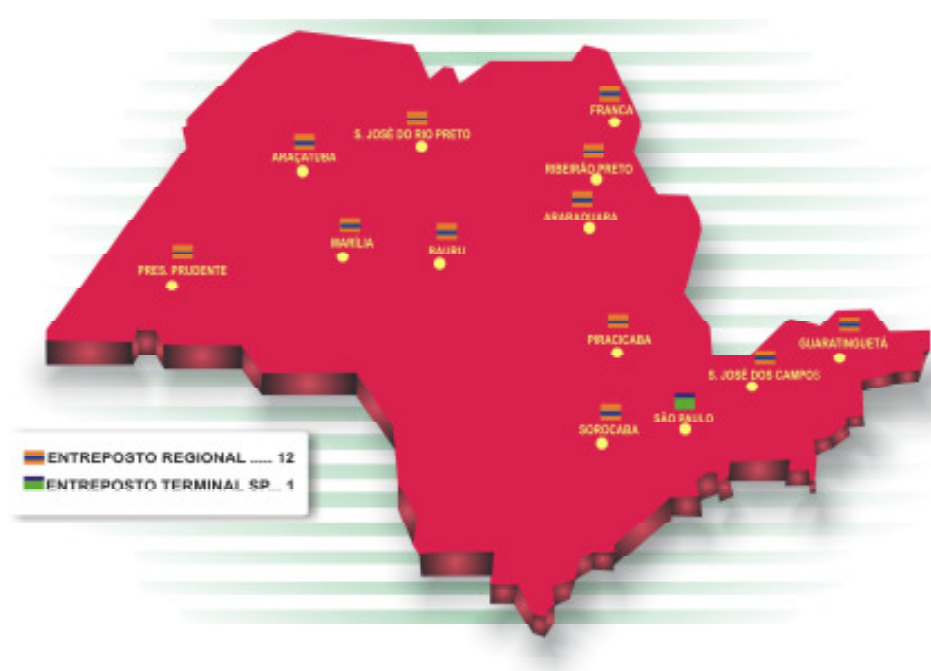 FRANCA
S. JOSÉ DO RIO PRETO
ARAÇATUBA
RIBEIRÃO PRETO
ARARAQUARA
MARÍLIA
BAURU
PRES. PRUDENTE
PIRACICABA
GUARATINGUETÁ
S. JOSÉ DOS CAMPOS
SÃO PAULO
SOROCABA
ENTREPOSTO REGIONAL ..... 12
ENTREPOSTO TERMINAL SP... 1